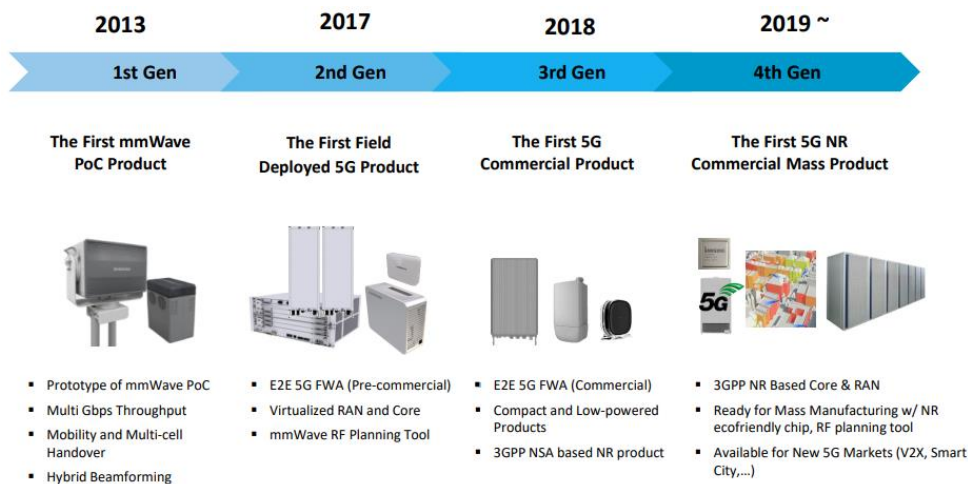 2013
2017
2018
2019 ~
1st Gen
2nd Gen
3rd Gen
4th Gen
The First mmWave
PoC Product
The First Field
Deployed 5G Product
The First 5G
Commercial Product
The First 5G NR
Commercial Mass Product
SAMSUNG
5G
▪ Prototype of mmWave PoC
▪ Multi Gbps Throughput
▪ Mobility and Multi-cell
Handover
▪ Hybrid Beamforming
▪ E2E 5G FWA (Pre-commercial)
▪ Virtualized RAN and Core
▪ mmWave RF Planning Tool
▪ E2E 5G FWA (Commercial)
▪ Compact and Low-powered
Products
▪ 3GPP NSA based NR product
▪ 3GPP NR Based Core & RAN
▪ Ready for Mass Manufacturing w/ NR
ecofriendly chip, RF planning tool
▪ Available for New 5G Markets (V2X, Smart
City,...)